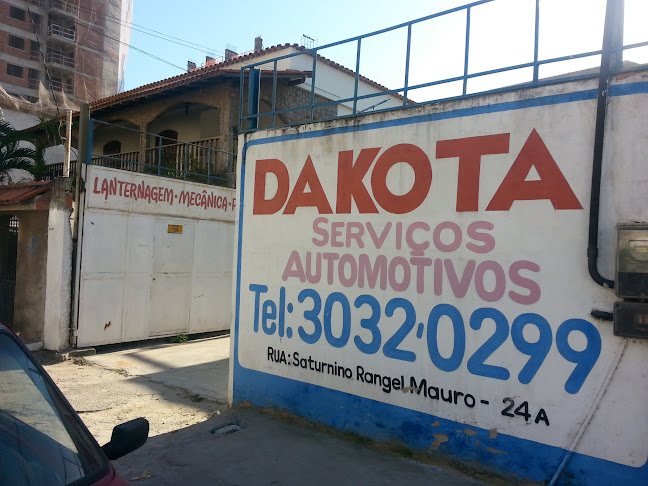 LANTERNAGEM • MECÂNICA •
DAKOTA
SERVIÇOS
AUTOMOTIVOS
Tel: 3032-0299
RUA: Saturnino Rangel Mauro - 24 A